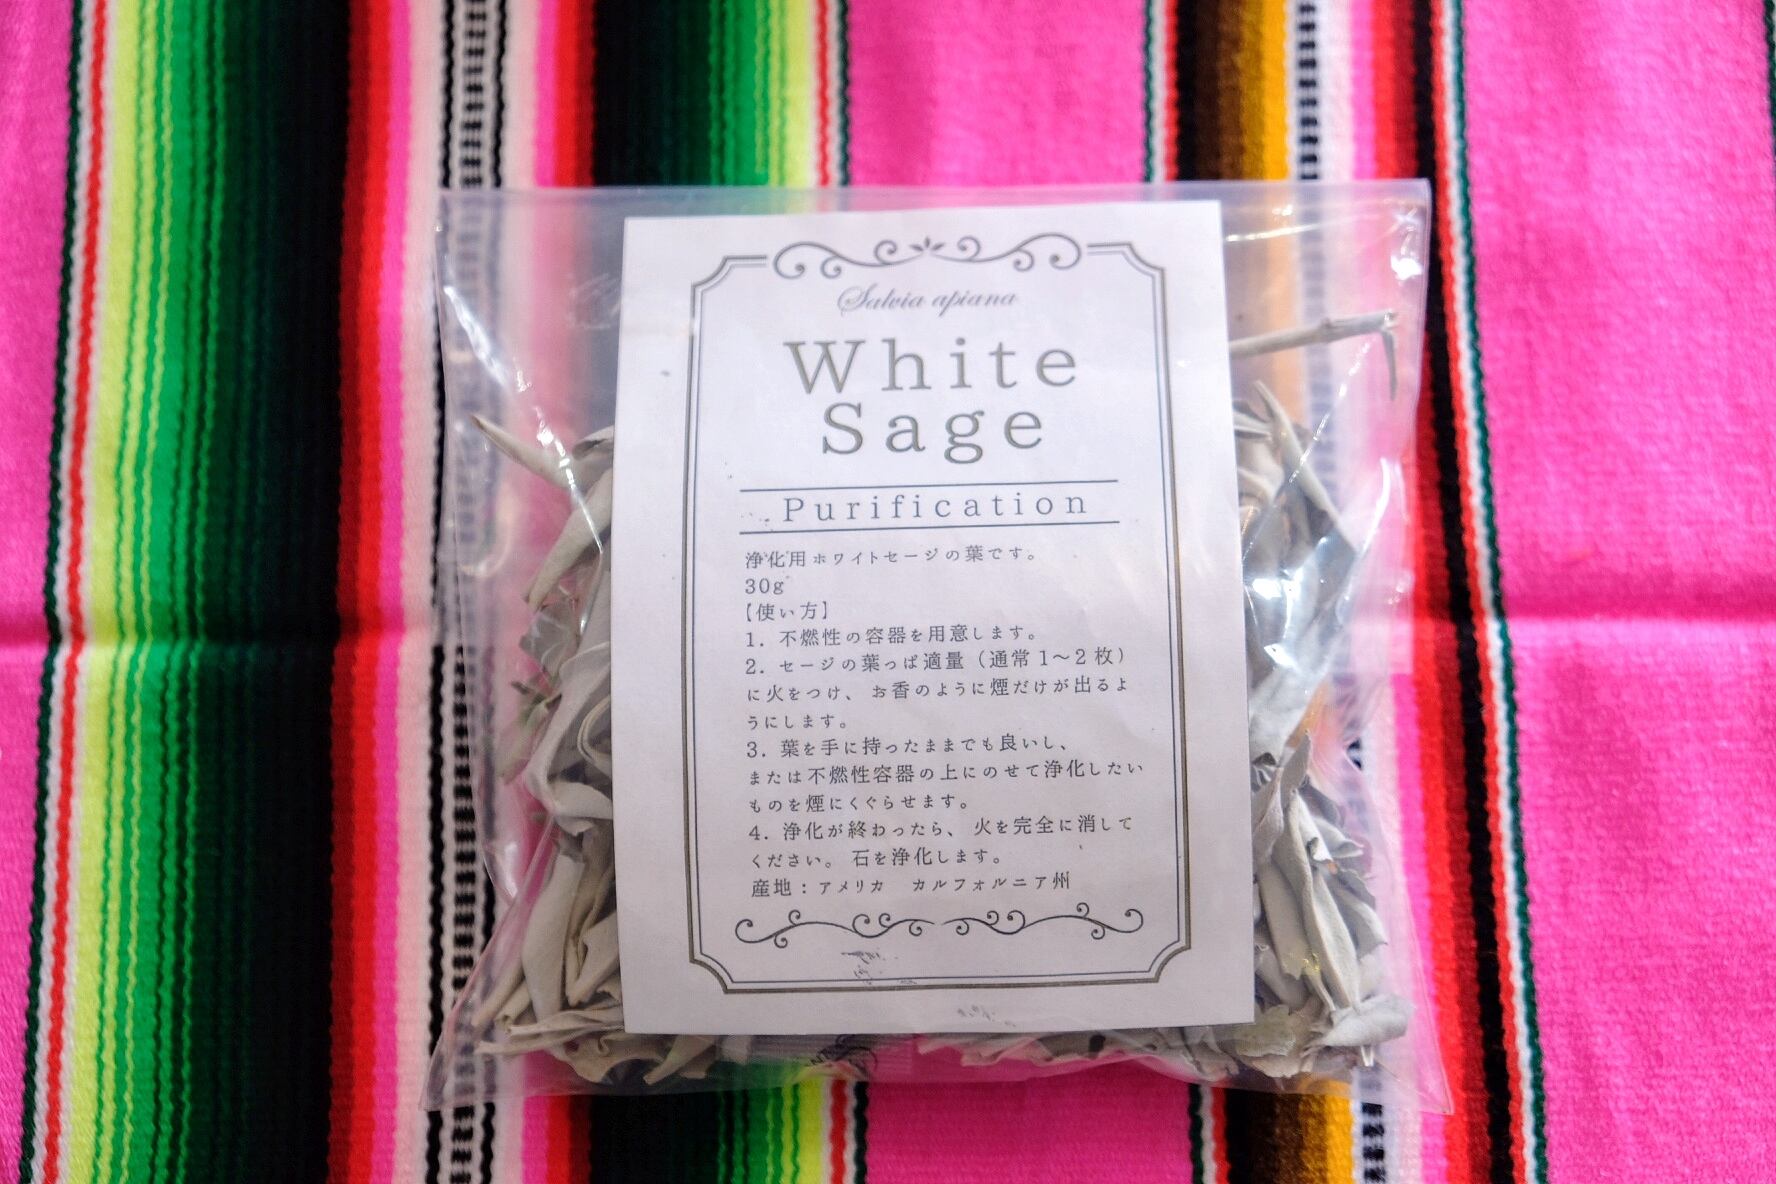 Salvia apiana
White
Sage
Purification
浄化用ホワイトセージの葉です。
30g
【使い方】
1. 不燃性の容器を用意します。
2. セージの葉っぱ適量（通常1〜2枚）
に火をつけ、お香のように煙だけが出るよ
うにします。
3. 葉を手に持ったままでも良いし、
または不燃性容器の上にのせて浄化したい
ものを煙にくぐらせます。
4. 浄化が終わったら、火を完全に消して
ください。石を浄化します。
産地：アメリカ　カルフォルニア州